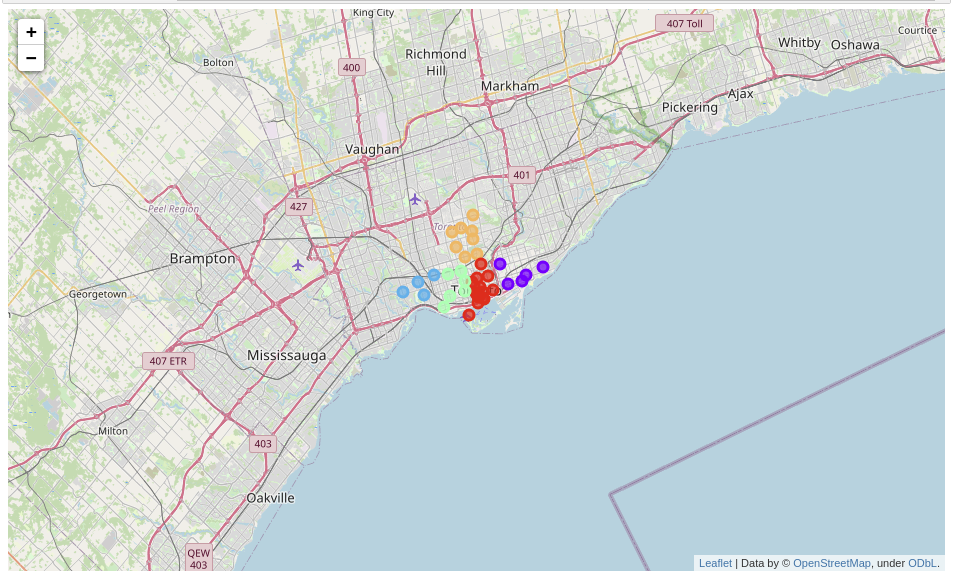 +
−
King City
407 Toll
Courtice
Whitby
Oshawa
Richmond
Hill
Bolton
400
Markham
Ajax
Pickering
Vaughan
401
427
Peel Region
Brampton
Georgetown
Mississauga
407 ETR
Milton
403
Oakville
QEW
403
Leaflet | Data by © OpenStreetMap, under ODbL.